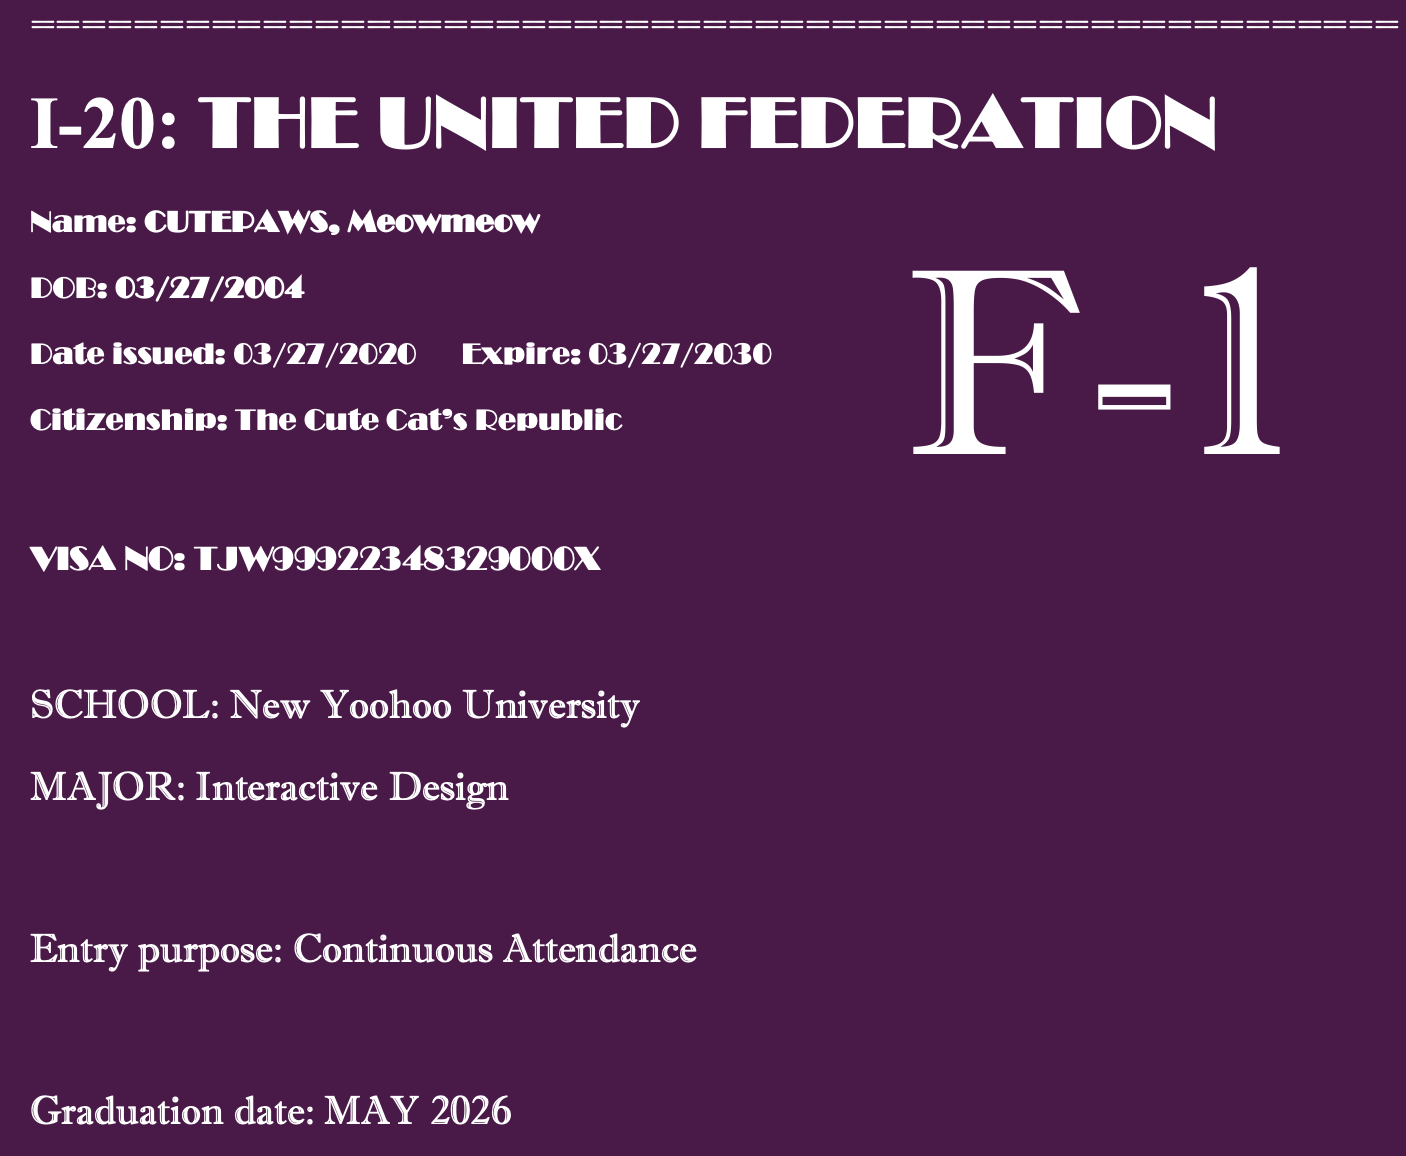 =====================================================
I-20: THE UNITED FEDERATION
Name: CUTEPAWS, Meowmeow
DOB: 03/27/2004
F-1
Date issued: 03/27/2020 Expire: 03/27/2030
Citizenship: The Cute Cat's Republic
VISA NO: TJW99922348329000X
SCHOOL: New Yoohoo University
MAJOR: Interactive Design
Entry purpose: Continuous Attendance
Graduation date: MAY 2026